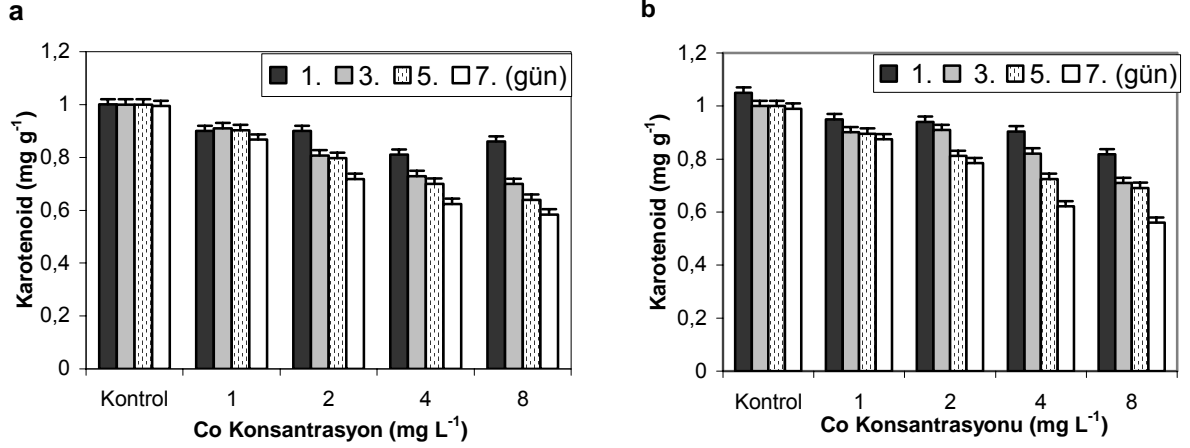 a
1,2
1
0,8
0,6
0,4
0,2
0
Karotenoid (mg g-1)
1. 3. 5. 7. (gün)
Kontrol 1 2 4 8
Co Konsantrasyon (mg L-1)
b
1,2
1
0,8
0,6
0,4
0,2
0
Karotenoid (mg g-1)
1. 3. 5. 7. (gün)
Kontrol 1 2 4 8
Co Konsantrasyonu (mg L-1)